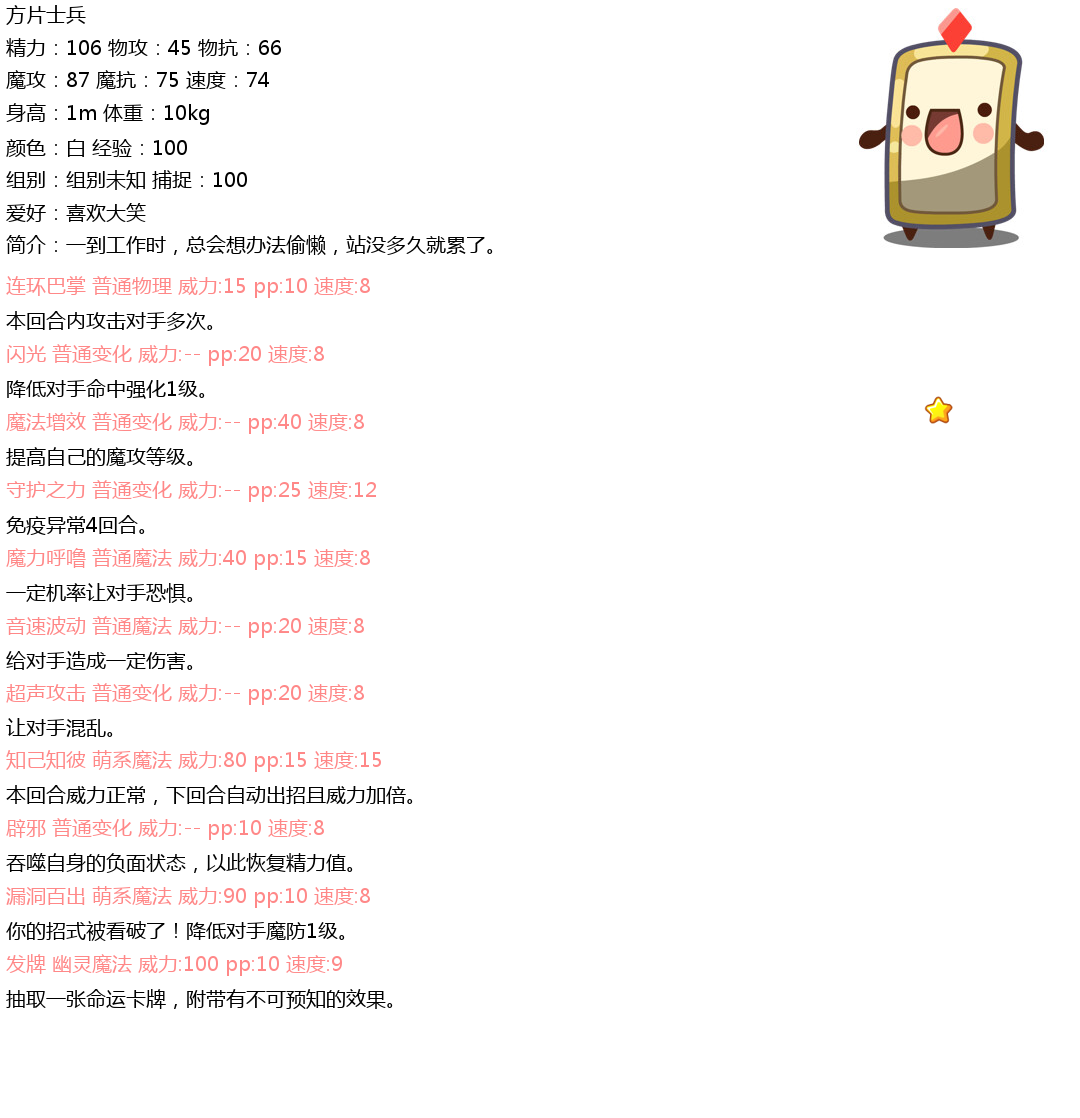 方片士兵
精力：106 物攻：45 物抗：66
魔攻：87 魔抗：75 速度：74
身高：1m 体重：10kg
颜色：白 经验：100
组别：组别未知 捕捉：100
爱好：喜欢大笑
简介：一到工作时，总会想办法偷懒，站没多久就累了。
连环巴掌 普通物理 威力:15 pp:10 速度:8
本回合内攻击对手多次。
闪光 普通变化 威力:-- pp:20 速度:8
降低对手命中强化1级。
魔法增效 普通变化 威力:-- pp:40 速度:8
提高自己的魔攻等级。
守护之力 普通变化 威力:-- pp:25 速度:12
免疫异常4回合。
魔力呼噜 普通魔法 威力:40 pp:15 速度:8
一定机率让对手恐惧。
音速波动 普通魔法 威力:-- pp:20 速度:8
给对手造成一定伤害。
超声攻击 普通变化 威力:-- pp:20 速度:8
让对手混乱。
知己知彼 萌系魔法 威力:80 pp:15 速度:15
本回合威力正常，下回合自动出招且威力加倍。
辟邪 普通变化 威力:-- pp:10 速度:8
吞噬自身的负面状态，以此恢复精力值。
漏洞百出 萌系魔法 威力:90 pp:10 速度:8
你的招式被看破了！降低对手魔防1级。
发牌 幽灵魔法 威力:100 pp:10 速度:9
抽取一张命运卡牌，附带有不可预知的效果。